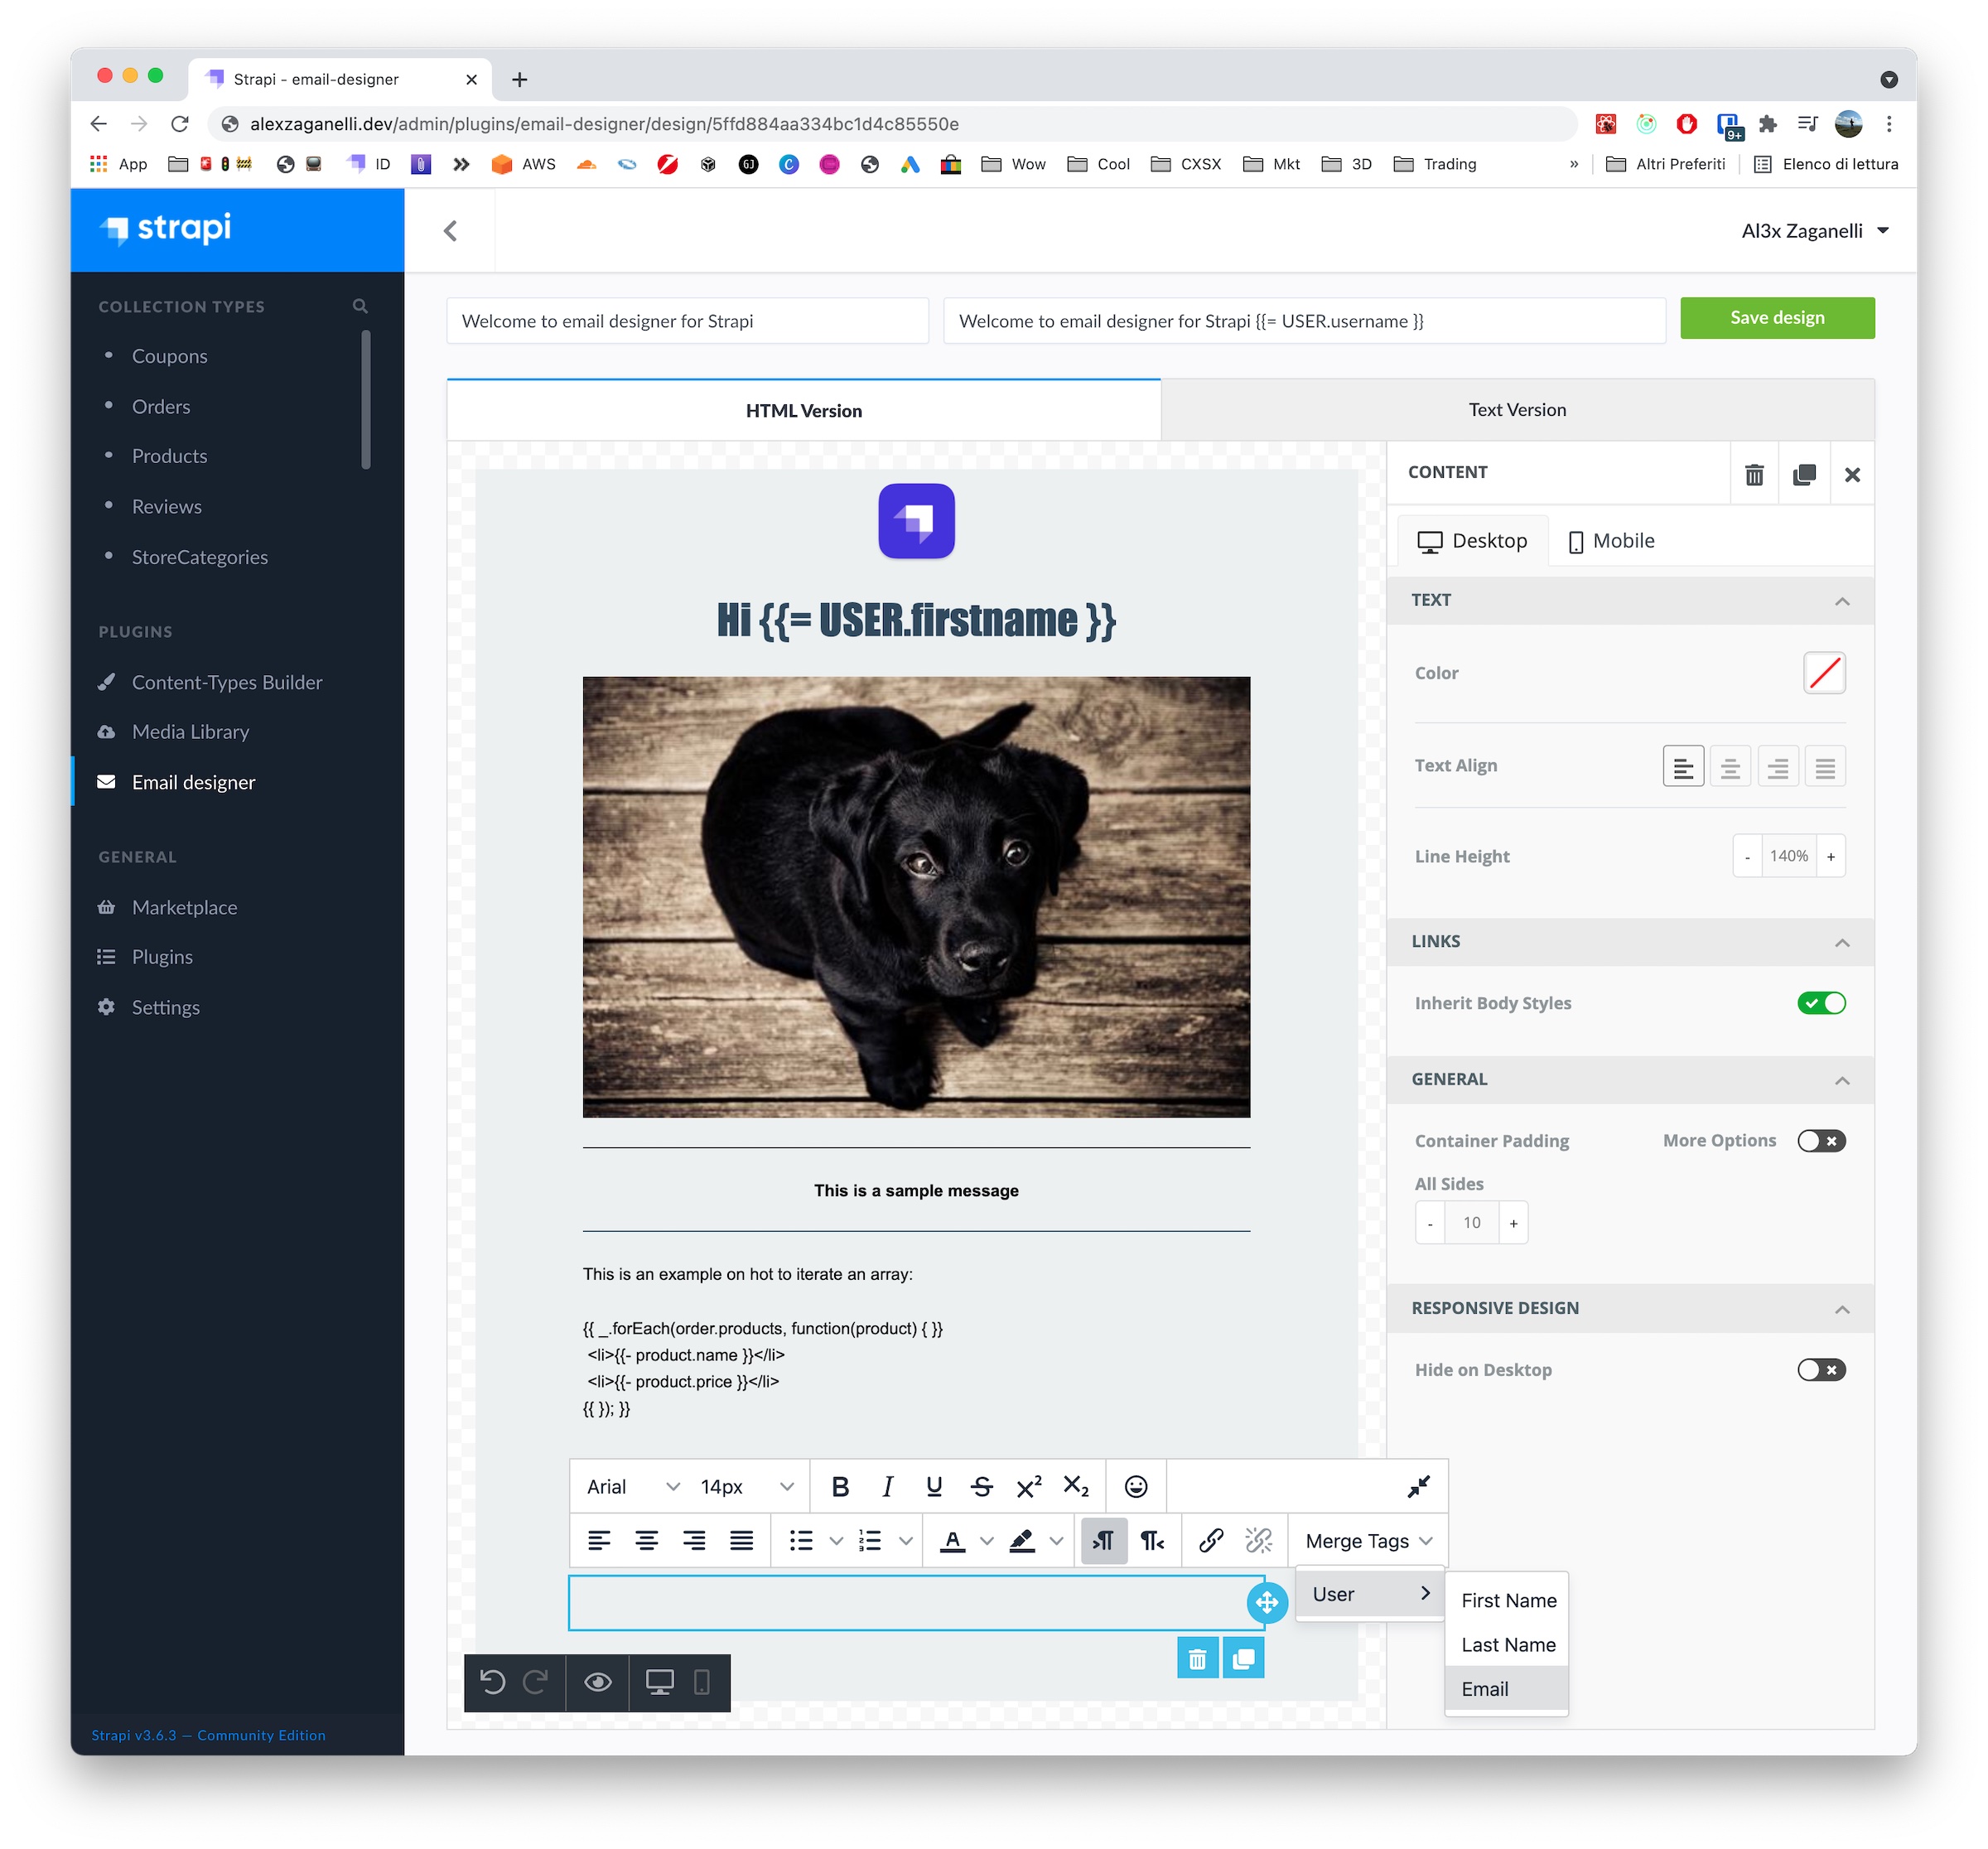 Strapi - email-designer
alexzaganelli.dev/admin/plugins/email-designer/design/5ffd884aa334bc1d4c85550e
9+
App
ID
GJ
AWS
Wow
Cool
CXSX
Mkt
3D
Trading
»
Altri Preferiti
Elenco di lettura
strapi
Al3x Zaganelli
COLLECTION TYPES
Coupons
Orders
Products
Reviews
StoreCategories
PLUGINS
Content-Types Builder
Media Library
Email designer
GENERAL
Marketplace
Plugins
Settings
Strapi v3.6.3 — Community Edition
Welcome to email designer for Strapi
Welcome to email designer for Strapi {{= USER.username }}
Save design
HTML Version
Text Version
Hi {{= USER.firstname }}
This is a sample message
This is an example on hot to iterate an array:
{{ _.forEach(order.products, function(product) { }}
<li>{{- product.name }}</li>
<li>{{- product.price }}</li>
{{ }); }}
Arial
14px
B I U S X² X₂
A
Merge Tags
User
First Name
Last Name
Email
CONTENT
Desktop
Mobile
TEXT
Color
Text Align
Line Height
- 140% +
LINKS
Inherit Body Styles
GENERAL
Container Padding
More Options
All Sides
- 10 +
RESPONSIVE DESIGN
Hide on Desktop